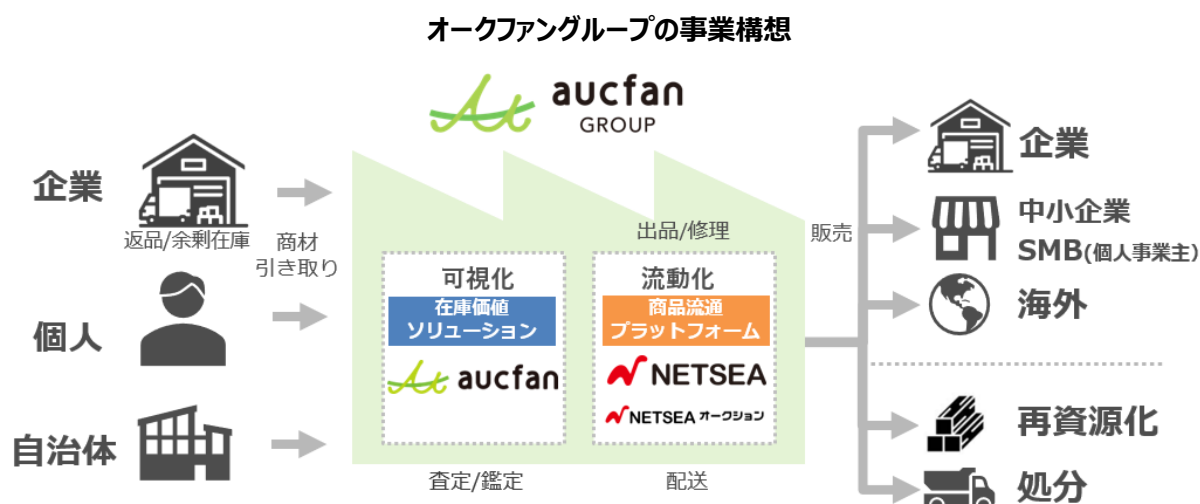 オークファングループの事業構想
aucfan
GROUP
企業
返品/余剰在庫
商材
引き取り
個人
自治体
出品/修理
可視化
在庫価値
ソリューション
aucfan
流動化
商品流通
プラットフォーム
NETSEA
NETSEA オークション
査定/鑑定
配送
販売
企業
中小企業
SMB(個人事業主)
海外
再資源化
処分